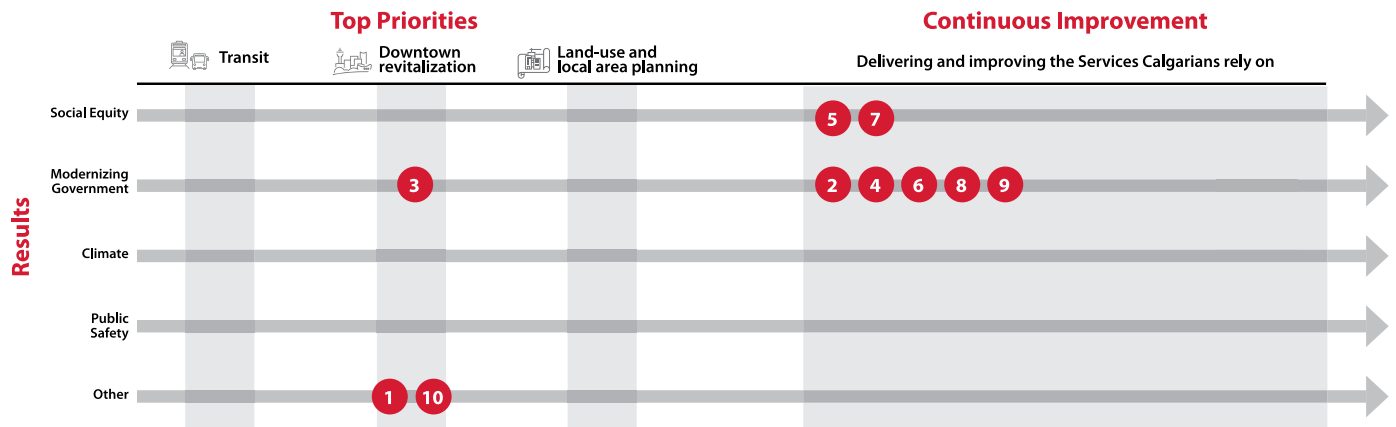 Top Priorities
Continuous Improvement
Transit
Downtown
revitalization
Land-use and
local area planning
Delivering and improving the Services Calgarians rely on
Results
Social Equity
5 7
Modernizing
Government
3
2 4 6 8 9
Climate
Public
Safety
Other
1 10